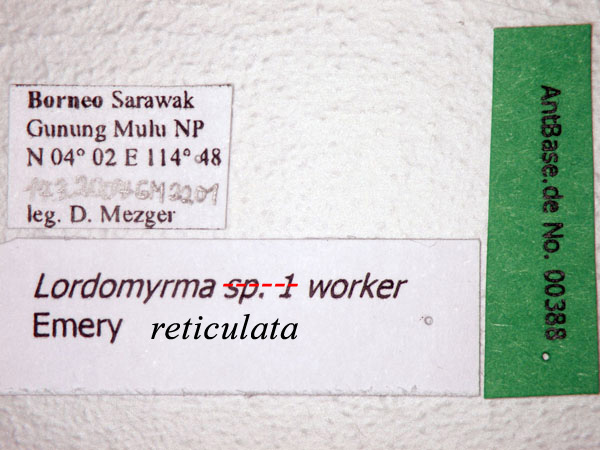 Borneo Sarawak
Gunung Mulu NP
N 04° 02 E 114° 48
leg. D. Mezger
Lordomyrma sp. 1 worker
Emery reticulata
AntBase.de No. 00388